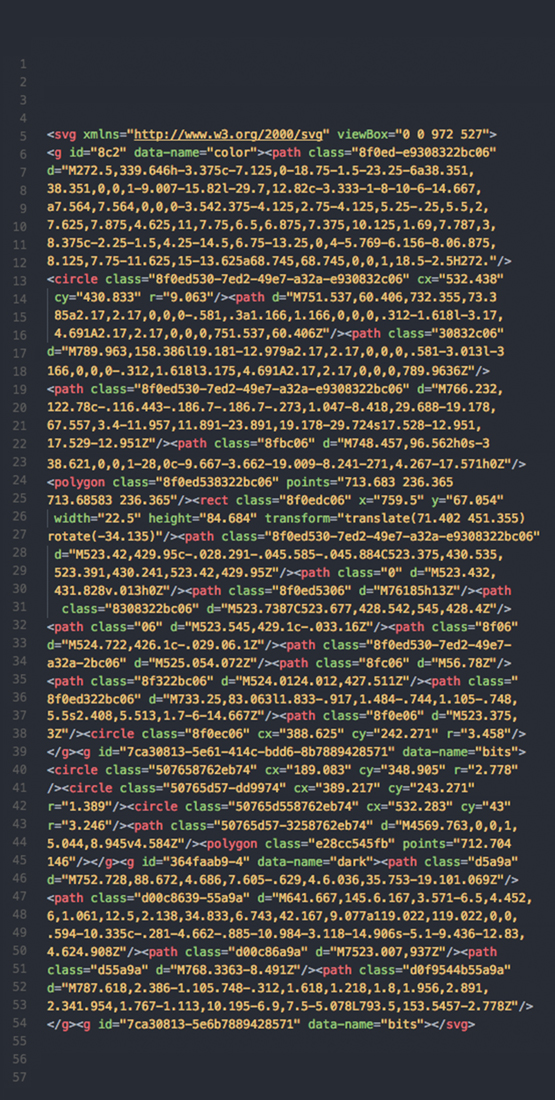 1
2
3
4
5 <svg xmlns="http://www.w3.org/2000/svg" viewBox="0 0 972 527">
6 <g id="8c2" data-name="color"><path class="8f0ed-e9308322bc06"
7 d="M272.5,339.646h-3.375c-7.125,0-18.75-1.5-23.25-6a38.351,
8 38.351,0,0,1-9.007-15.82l-29.7,12.82c-3.333-1-8-10-6-14.667,
9 a7.564,7.564,0,0,0-3.542.375-4.125,2.75-4.125,5.25-.25,5.5,2,
10 7.625,7.875,4.625,11,7.75,6.5,6.875,7.375,10.125,1.69,7.787,3,
11 8.375c-2.25-1.5,4.25-14.5,6.75-13.25,0,4-5.769-6.156-8.06.875,
12 8.125,7.75-11.625,15-13.625a68.745,68.745,0,0,1,18.5-2.5H272."/>
13 <circle class="8f0ed530-7ed2-49e7-a32a-e930832c06" cx="532.438"
14 cy="430.833" r="9.063"/><path d="M751.537,60.406,732.355,73.3
15 85a2.17,2.17,0,0,0-.581,.3a1.166,1.166,0,0,0,.312-1.618l-3.17,
16 4.691A2.17,2.17,0,0,0,751.537,60.406Z"/><path class="30832c06"
17 d="M789.963,158.386l19.181-12.979a2.17,2.17,0,0,0,.581-3.013l-3
18 166,0,0,0-.312,1.618l3.175,4.691A2.17,2.17,0,0,0,789.9636Z"/>
19 <path class="8f0ed530-7ed2-49e7-a32a-e9308322bc06" d="M766.232,
20 122.78c-.116.443-.186.7-.186.7-.273,1.047-8.418,29.688-19.178,
21 67.557,3.4-11.957,11.891-23.891,19.178-29.724s17.528-12.951,
22 17.529-12.951Z"/><path class="8fbc06" d="M748.457,96.562h0s-3
23 38.621,0,0,1-28,0c-9.667-3.662-19.009-8.241-271,4.267-17.571h0Z"/>
24 <polygon class="8f0ed538322bc06" points="713.683 236.365
25 713.68583 236.365"/><rect class="8f0edc06" x="759.5" y="67.054"
26 width="22.5" height="84.684" transform="translate(71.402 451.355)
27 rotate(-34.135)"/><path class="8f0ed530-7ed2-49e7-a32a-e9308322bc06"
28 d="M523.42,429.95c-.028.291-.045.585-.045.884C523.375,430.535,
29 523.391,430.241,523.42,429.95Z"/><path class="0" d="M523.432,
30 431.828v.013h0Z"/><path class="8f0ed5306" d="M76185h13Z"/><path
31 class="8308322bc06" d="M523.7387C523.677,428.542,545,428.4Z"/>
32 <path class="06" d="M523.545,429.1c-.033.16Z"/><path class="8f06"
33 d="M524.722,426.1c-.029.06.1Z"/><path class="8f0ed530-7ed2-49e7-
34 a32a-2bc06" d="M525.054.072Z"/><path class="8fc06" d="M56.78Z"/>
35 <path class="8f322bc06" d="M524.0124.012,427.511Z"/><path class="
36 8f0ed322bc06" d="M733.25,83.063l1.833-.917,1.484-.744,1.105-.748,
37 5.5s2.408,5.513,1.7-6-14.667Z"/><path class="8f0e06" d="M523.375,
38 3Z"/><circle class="8f0ec06" cx="388.625" cy="242.271" r="3.458"/>
39 </g><g id="7ca30813-5e61-414c-bdd6-8b7889428571" data-name="bits">
40 <circle class="507658762eb74" cx="189.083" cy="348.905" r="2.778"
41 /><circle class="50765d57-dd9974" cx="389.217" cy="243.271"
42 r="1.389"/><circle class="50765d558762eb74" cx="532.283" cy="43"
43 r="3.246"/><path class="50765d57-3258762eb74" d="M4569.763,0,0,1,
44 5.044,8.945v4.584Z"/><polygon class="e28cc545fb" points="712.704
45 146"/></g><g id="364faab9-4" data-name="dark"><path class="d5a9a"
46 d="M752.728,88.672,4.686,7.605-.629,4.6.036,35.753-19.101.069Z"/>
47 <path class="d00c8639-55a9a" d="M641.667,145.6.167,3.571-6.5,4.452,
48 6,1.061,12.5,2.138,34.833,6.743,42.167,9.077a119.022,119.022,0,0,
49 .594-10.335c-.281-4.662-.885-10.984-3.118-14.906s-5.1-9.436-12.83,
50 4.624.908Z"/><path class="d00c86a9a" d="M7523.007,937Z"/><path
51 class="d55a9a" d="M768.3363-8.491Z"/><path class="d0f9544b55a9a"
52 d="M787.618,2.386-1.105.748-.312,1.618,1.218,1.8,1.956,2.891,
53 2.341.954,1.767-1.113,10.195-6.9,7.5-5.078L793.5,153.5457-2.778Z"/>
54 </g><g id="7ca30813-5e6b7889428571" data-name="bits"></svg>
55
56
57